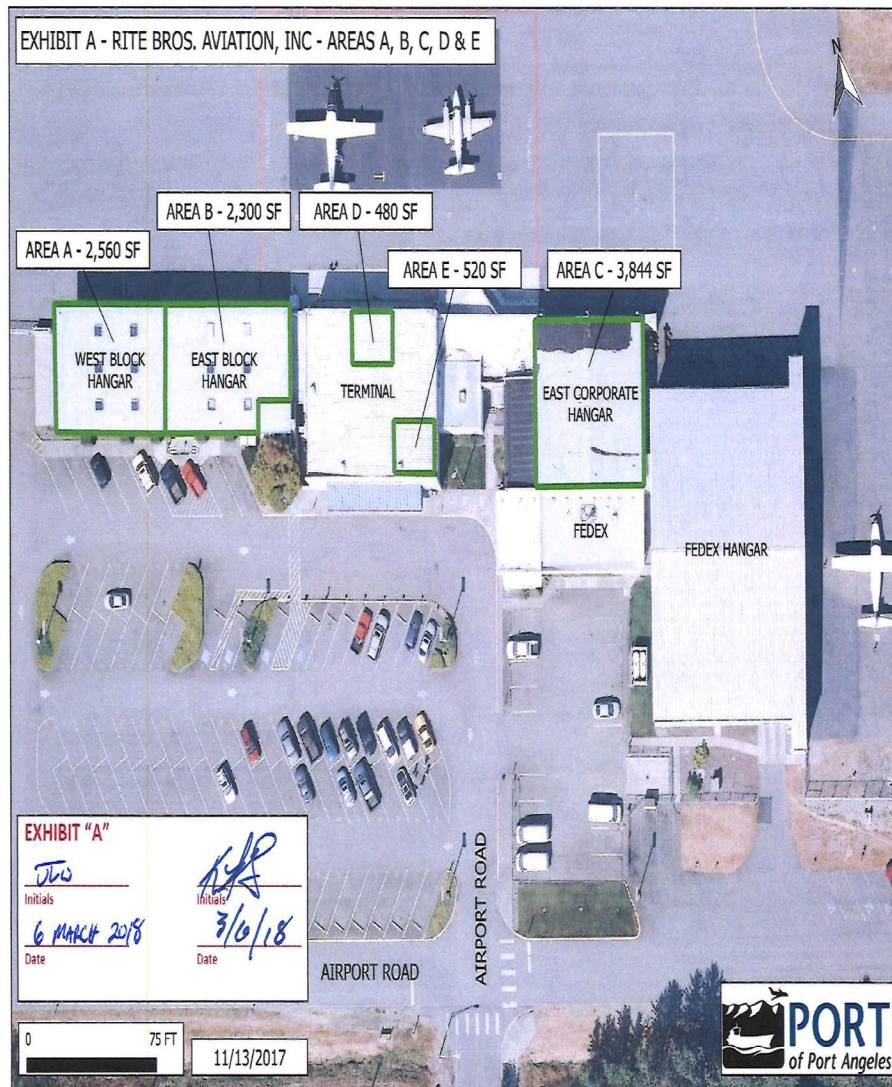 EXHIBIT A - RITE BROS. AVIATION, INC - AREAS A, B, C, D & E
N
AREA B - 2,300 SF
AREA D - 480 SF
AREA A - 2,560 SF
AREA E - 520 SF
AREA C - 3,844 SF
WEST BLOCK
HANGAR
EAST BLOCK
HANGAR
TERMINAL
EAST CORPORATE
HANGAR
FEDEX
FEDEX HANGAR
EXHIBIT "A"
Initials
Initials
6 MARCH 2018
3/6/18
Date
Date
AIRPORT ROAD
AIRPORT ROAD
0 75 FT
11/13/2017
PORT
of Port Angeles